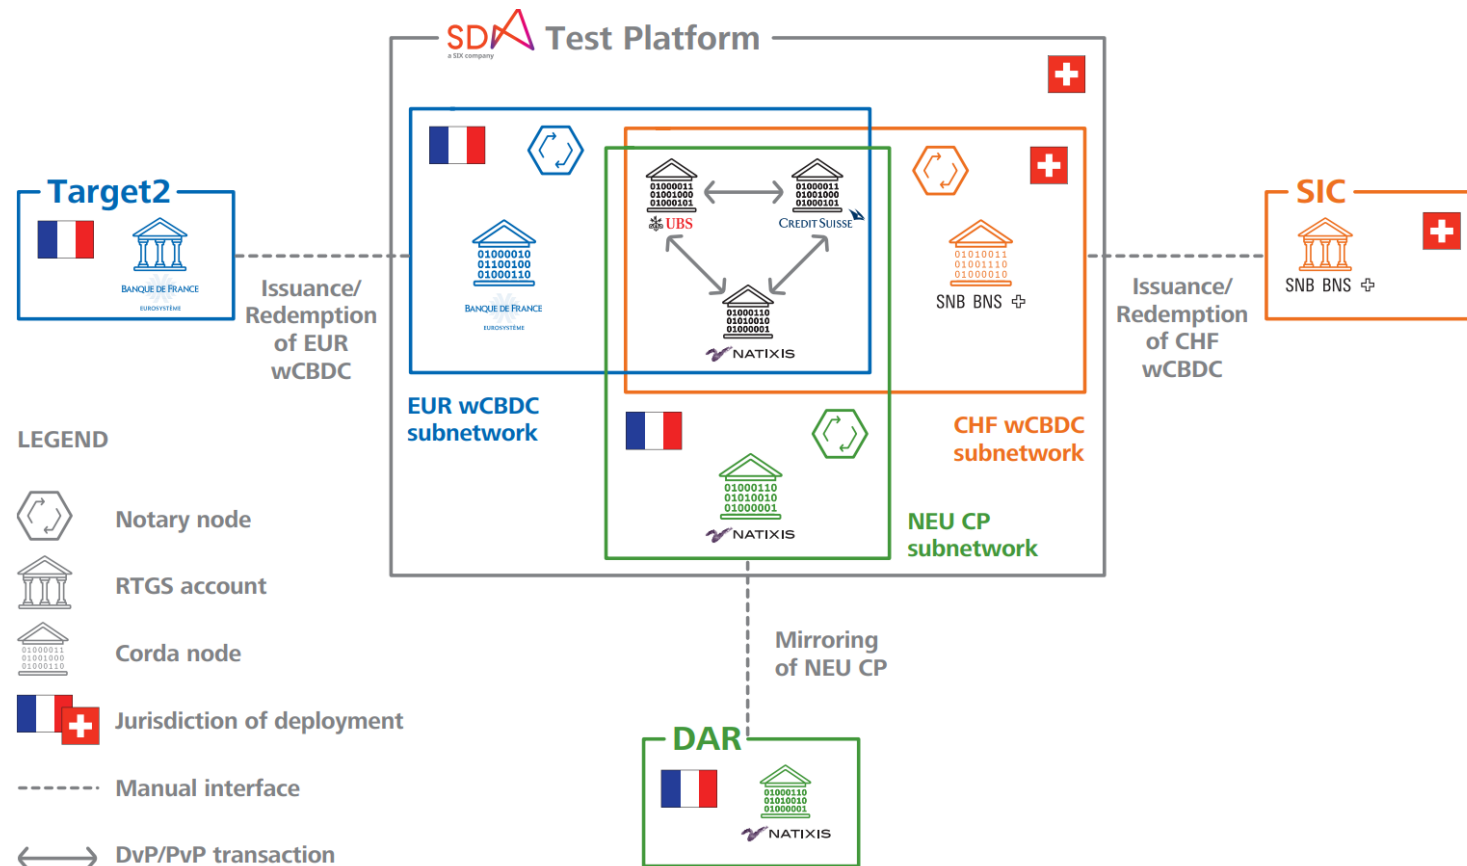 SDX Test Platform
a SIX company
Target2
BANQUE DE FRANCE
EUROSYSTÈME
Issuance/
Redemption
of EUR
wCBDC
01000010
01100100
01000110
BANQUE DE FRANCE
EUROSYSTÈME
01000011
01001000
01000101
UBS
01000011
01001000
01000101
CREDIT SUISSE
01000110
01010010
01000001
NATIXIS
01010011
01001110
01000010
SNB BNS
Issuance/
Redemption
of CHF
wCBDC
SIC
SNB BNS
EUR wCBDC
subnetwork
CHF wCBDC
subnetwork
01000110
01010010
01000001
NATIXIS
NEU CP
subnetwork
Mirroring
of NEU CP
DAR
01000110
01010010
01000001
NATIXIS
LEGEND
Notary node
RTGS account
01000011
01001000
01000110
Corda node
Jurisdiction of deployment
Manual interface
DvP/PvP transaction